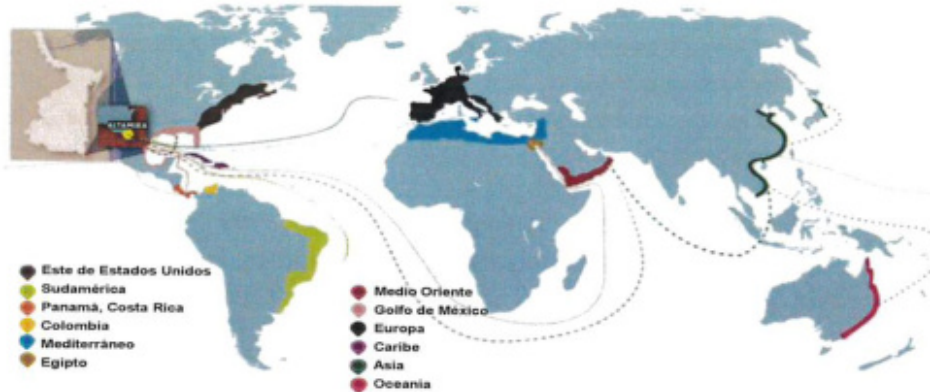 ALTAMIRA
Este de Estados Unidos
Sudamérica
Panamá, Costa Rica
Colombia
Mediterráneo
Egipto
Medio Oriente
Golfo de México
Europa
Caribe
Asia
Oceania